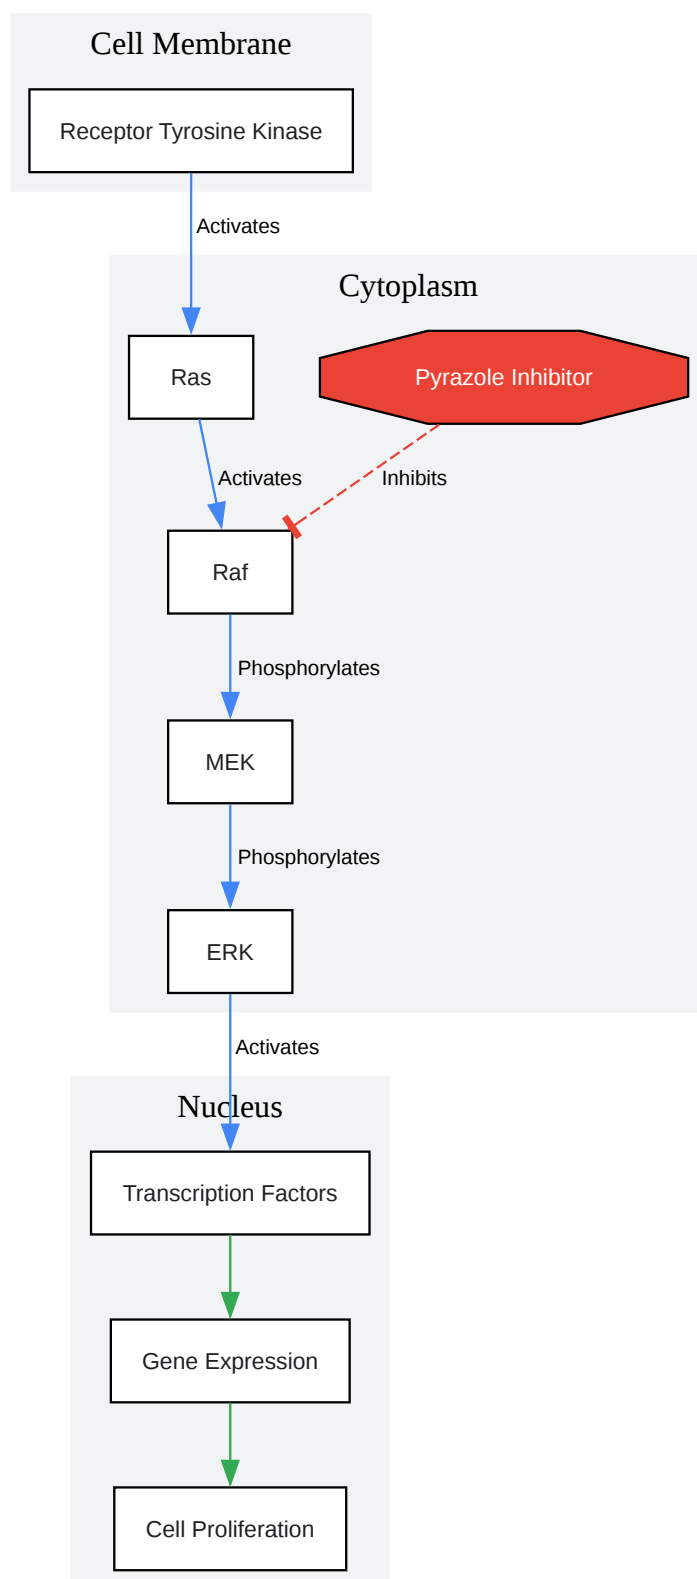 Cell Membrane
Receptor Tyrosine Kinase
Activates
Cytoplasm
Ras
Pyrazole Inhibitor
Activates
Inhibits
Raf
Phosphorylates
MEK
Phosphorylates
ERK
Activates
Nucleus
Transcription Factors
Gene Expression
Cell Proliferation